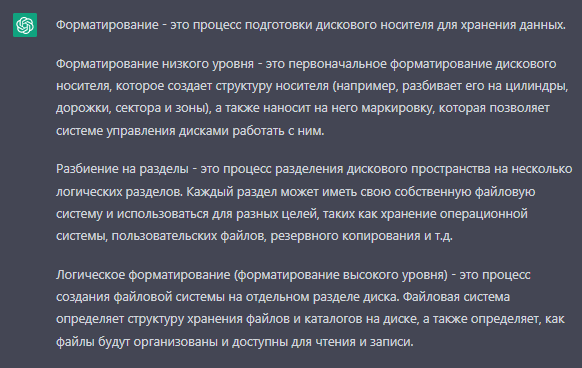 Форматирование - это процесс подготовки дискового носителя для хранения данных.
Форматирование низкого уровня - это первоначальное форматирование дискового
носителя, которое создает структуру носителя (например, разбивает его на цилиндры,
дорожки, сектора и зоны), а также наносит на него маркировку, которая позволяет
системе управления дисками работать с ним.
Разбиение на разделы - это процесс разделения дискового пространства на несколько
логических разделов. Каждый раздел может иметь свою собственную файловую
систему и использоваться для разных целей, таких как хранение операционной
системы, пользовательских файлов, резервного копирования и т.д.
Логическое форматирование (форматирование высокого уровня) - это процесс
создания файловой системы на отдельном разделе диска. Файловая система
определяет структуру хранения файлов и каталогов на диске, а также определяет, как
файлы будут организованы и доступны для чтения и записи.